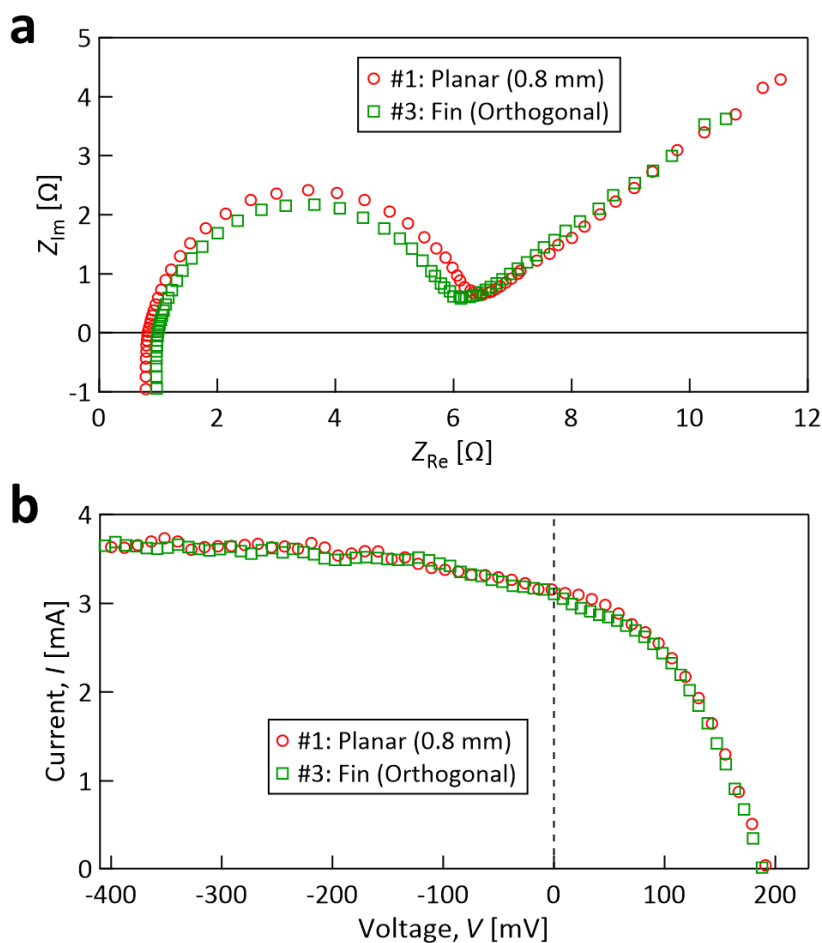 a
5
4
3
2
1
0
-1
Z_Im [Ω]
#1: Planar (0.8 mm)
#3: Fin (Orthogonal)
0 2 4 6 8 10 12
Z_Re [Ω]
b
4
3
2
1
0
Current, I [mA]
#1: Planar (0.8 mm)
#3: Fin (Orthogonal)
-400 -300 -200 -100 0 100 200
Voltage, V [mV]